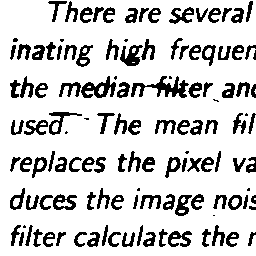 There are several
inating high frequen
the median filter and
used. The mean fil
replaces the pixel va
duces the image nois
filter calculates the